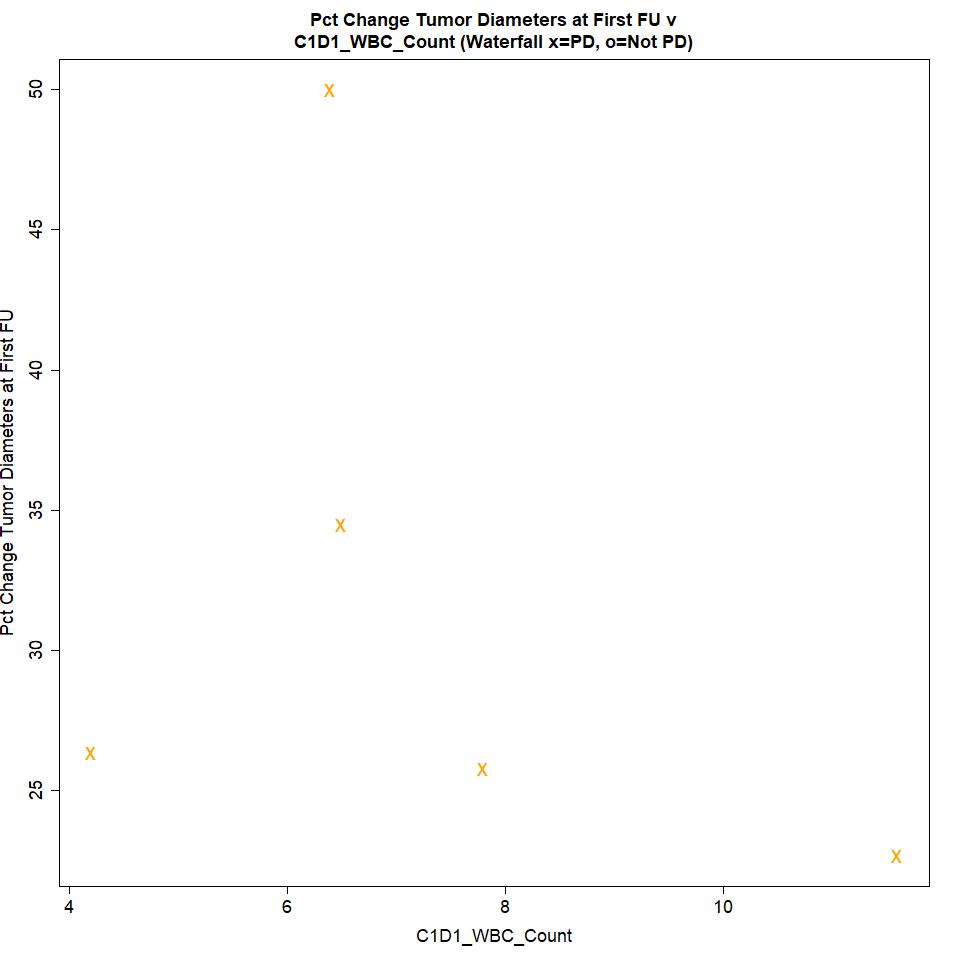 Pct Change Tumor Diameters at First FU v
C1D1_WBC_Count (Waterfall x=PD, o=Not PD)
Pct Change Tumor Diameters at First FU
50
45
40
35
30
25
X
X
X
X
X
4
6
8
10
C1D1_WBC_Count